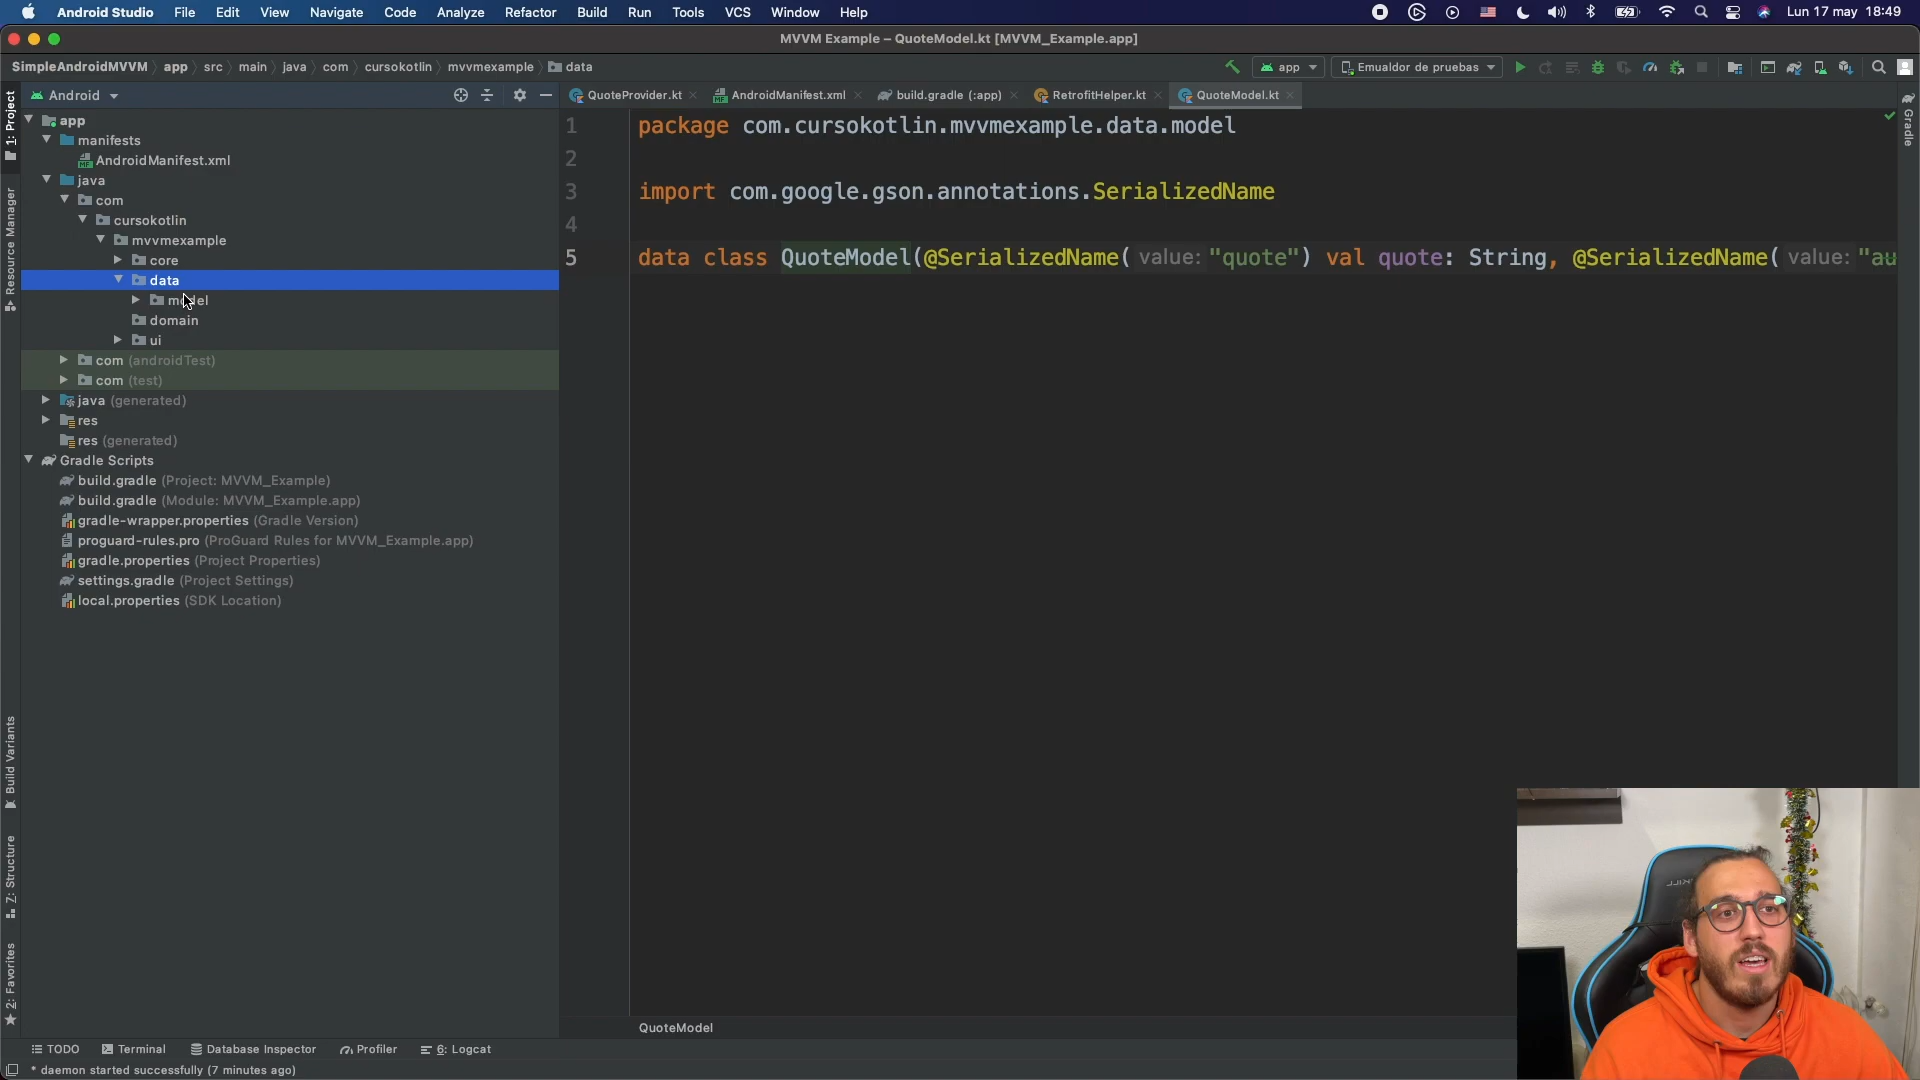 Android Studio File Edit View Navigate Code Analyze Refactor Build Run Tools VCS Window Help Lun 17 may 18:49
MVVM Example – QuoteModel.kt [MVVM_Example.app]
SimpleAndroidMVVM app src main java com cursokotlin mvvmexample data app Emualdor de pruebas
Android QuoteProvider.kt AndroidManifest.xml build.gradle (:app) RetrofitHelper.kt QuoteModel.kt
1: Project
Resource Manager
Build Variants
Z: Structure
2: Favorites
app
manifests
AndroidManifest.xml
java
com
cursokotlin
mvvmexample
core
data
model
domain
ui
com (androidTest)
com (test)
java (generated)
res
res (generated)
Gradle Scripts
build.gradle (Project: MVVM_Example)
build.gradle (Module: MVVM_Example.app)
gradle-wrapper.properties (Gradle Version)
proguard-rules.pro (ProGuard Rules for MVVM_Example.app)
gradle.properties (Project Properties)
settings.gradle (Project Settings)
local.properties (SDK Location)
1 package com.cursokotlin.mvvmexample.data.model
2
3 import com.google.gson.annotations.SerializedName
4
5 data class QuoteModel(@SerializedName( value: "quote") val quote: String, @SerializedName( value: "au
Gradle
QuoteModel
TODO Terminal Database Inspector Profiler 6: Logcat
* daemon started successfully (7 minutes ago)